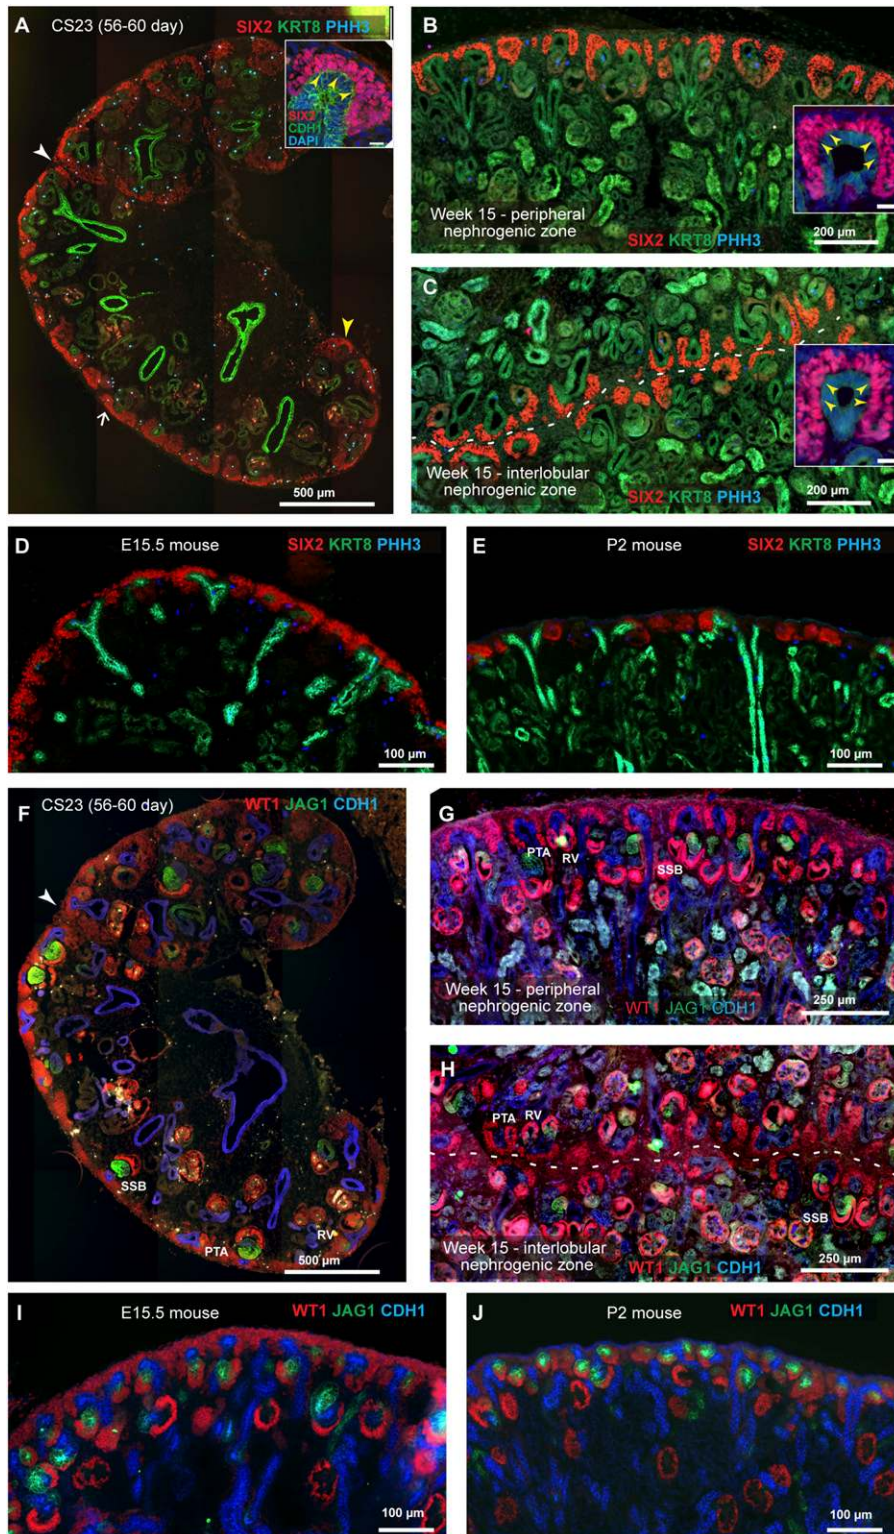 A CS23 (56-60 day) SIX2 KRT8 PHH3
SIX2
CDH1
DAPI
500 µm
B
Week 15 - peripheral
nephrogenic zone
SIX2 KRT8 PHH3
200 µm
C
Week 15 - interlobular
nephrogenic zone
SIX2 KRT8 PHH3
200 µm
D E15.5 mouse SIX2 KRT8 PHH3
100 µm
E P2 mouse SIX2 KRT8 PHH3
100 µm
F CS23 (56-60 day) WT1 JAG1 CDH1
SSB
PTA
RV
500 µm
G
PTA
RV
SSB
Week 15 - peripheral
nephrogenic zone
WT1 JAG1 CDH1
250 µm
H
PTA
RV
SSB
Week 15 - interlobular
nephrogenic zone
WT1 JAG1 CDH1
250 µm
I E15.5 mouse WT1 JAG1 CDH1
100 µm
J P2 mouse WT1 JAG1 CDH1
100 µm